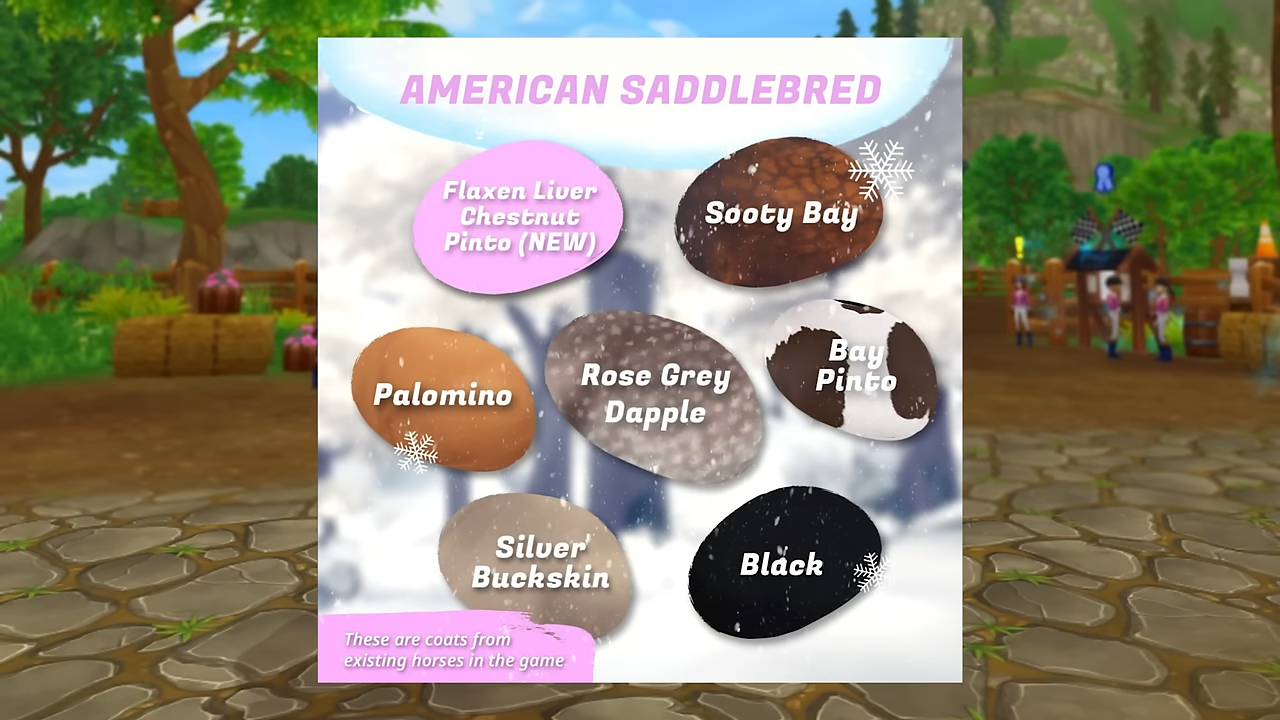 AMERICAN SADDLEBRED
Flaxen Liver
Chestnut
Pinto (NEW)
Sooty Bay
Palomino
Rose Grey
Dapple
Bay
Pinto
Silver
Buckskin
Black
These are coats from
existing horses in the game